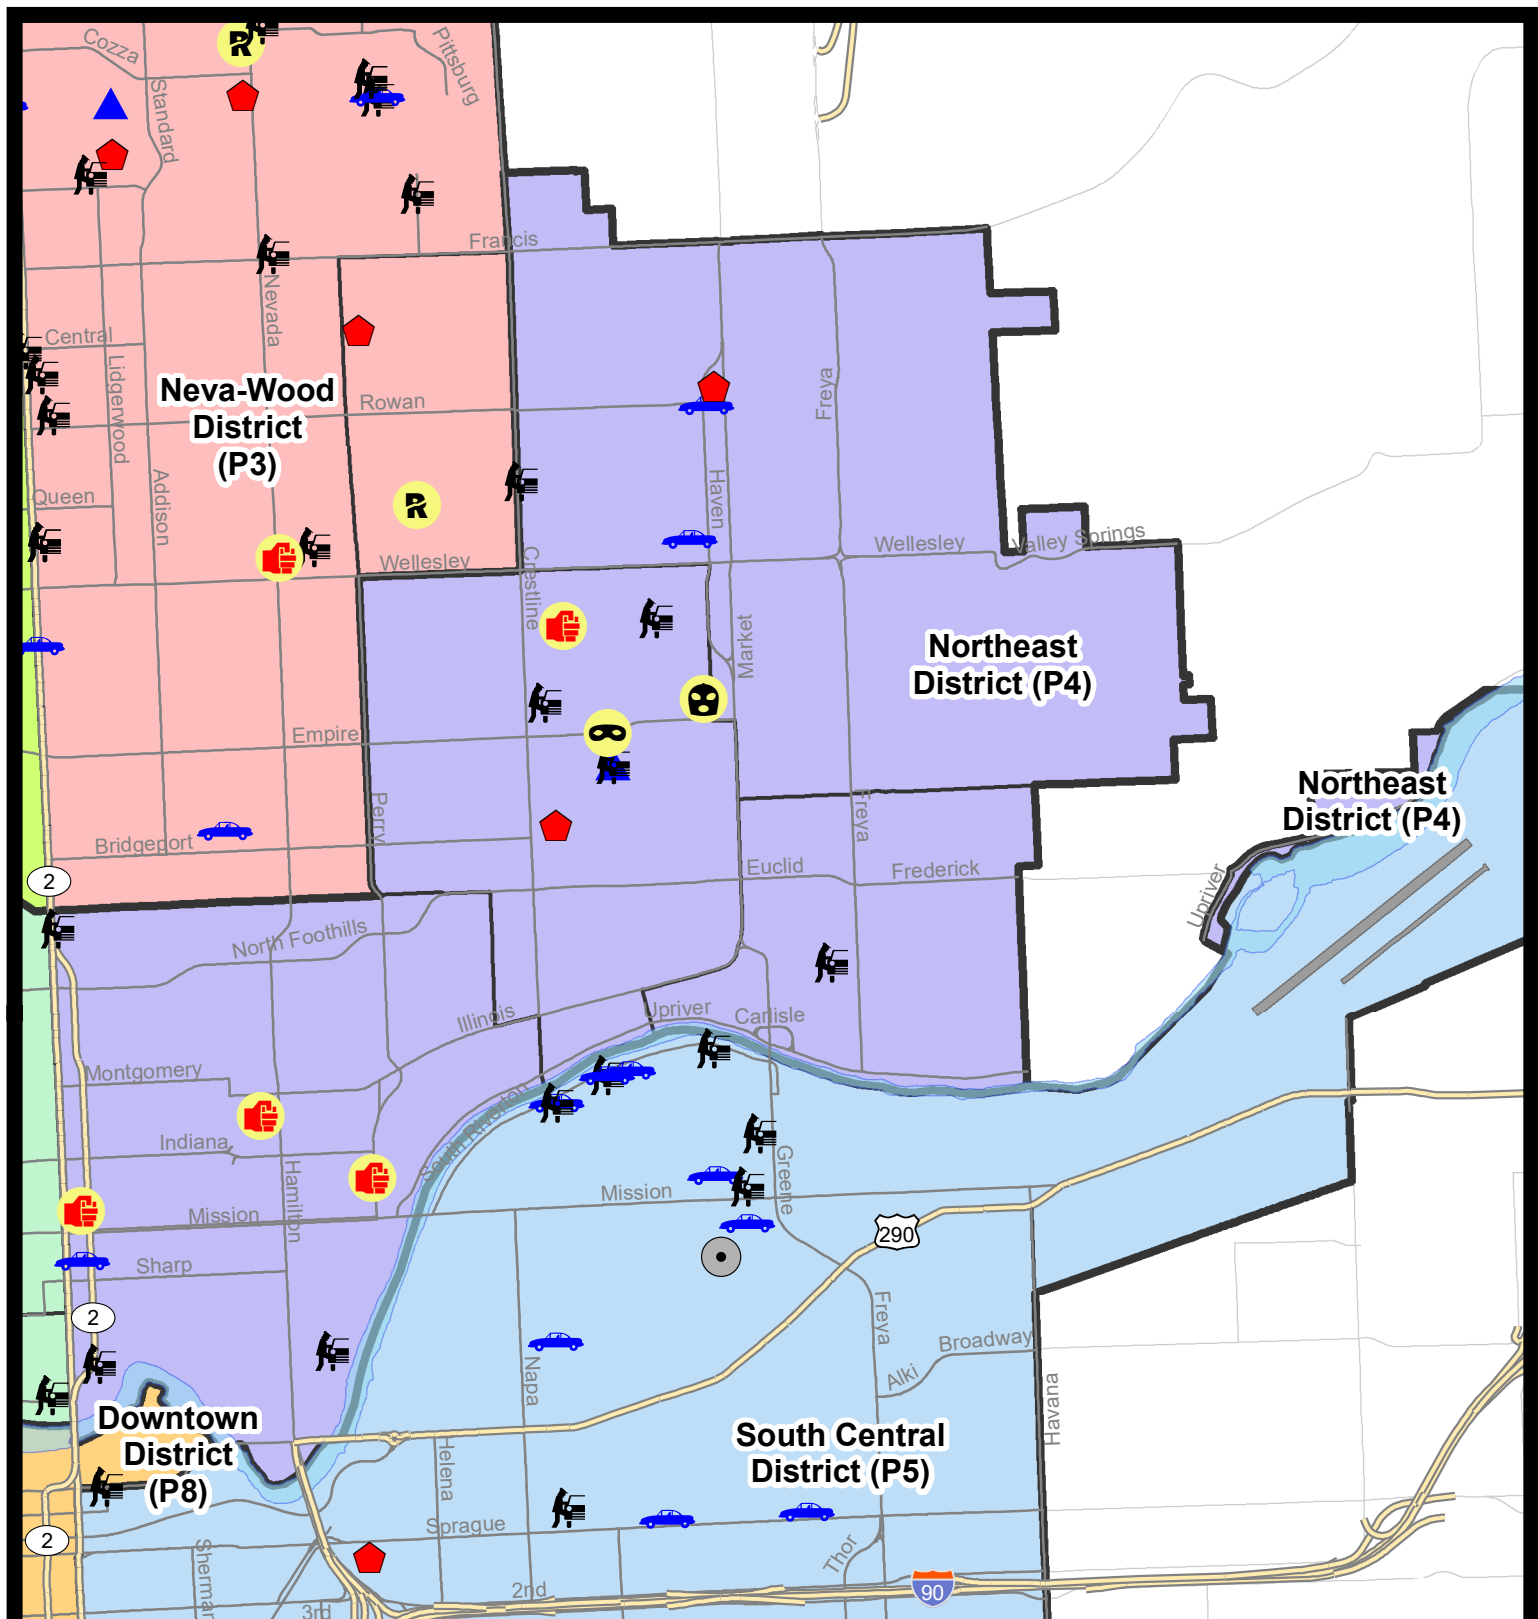 Cozza
Standard
Pittsburg
Francis
Nevada
Central
Lidgerwood
Neva-Wood
District
(P3)
Rowan
Freya
Queen
Addison
Haven
Wellesley
Crestline
Wellesley
Valley Springs
Market
Northeast
District (P4)
Empire
Perry
Freya
Northeast
District (P4)
Bridgeport
Euclid
Frederick
2
Upriver
North Foothills
Illinois
Upriver
Carlisle
Montgomery
South Riverton
Indiana
Hamilton
Greene
Mission
Mission
290
Sharp
2
Freya
Broadway
Napa
Alki
Havana
Downtown
District
(P8)
Helena
South Central
District (P5)
Sprague
2
Sherman
Thor
2nd
90
3rd
R
R